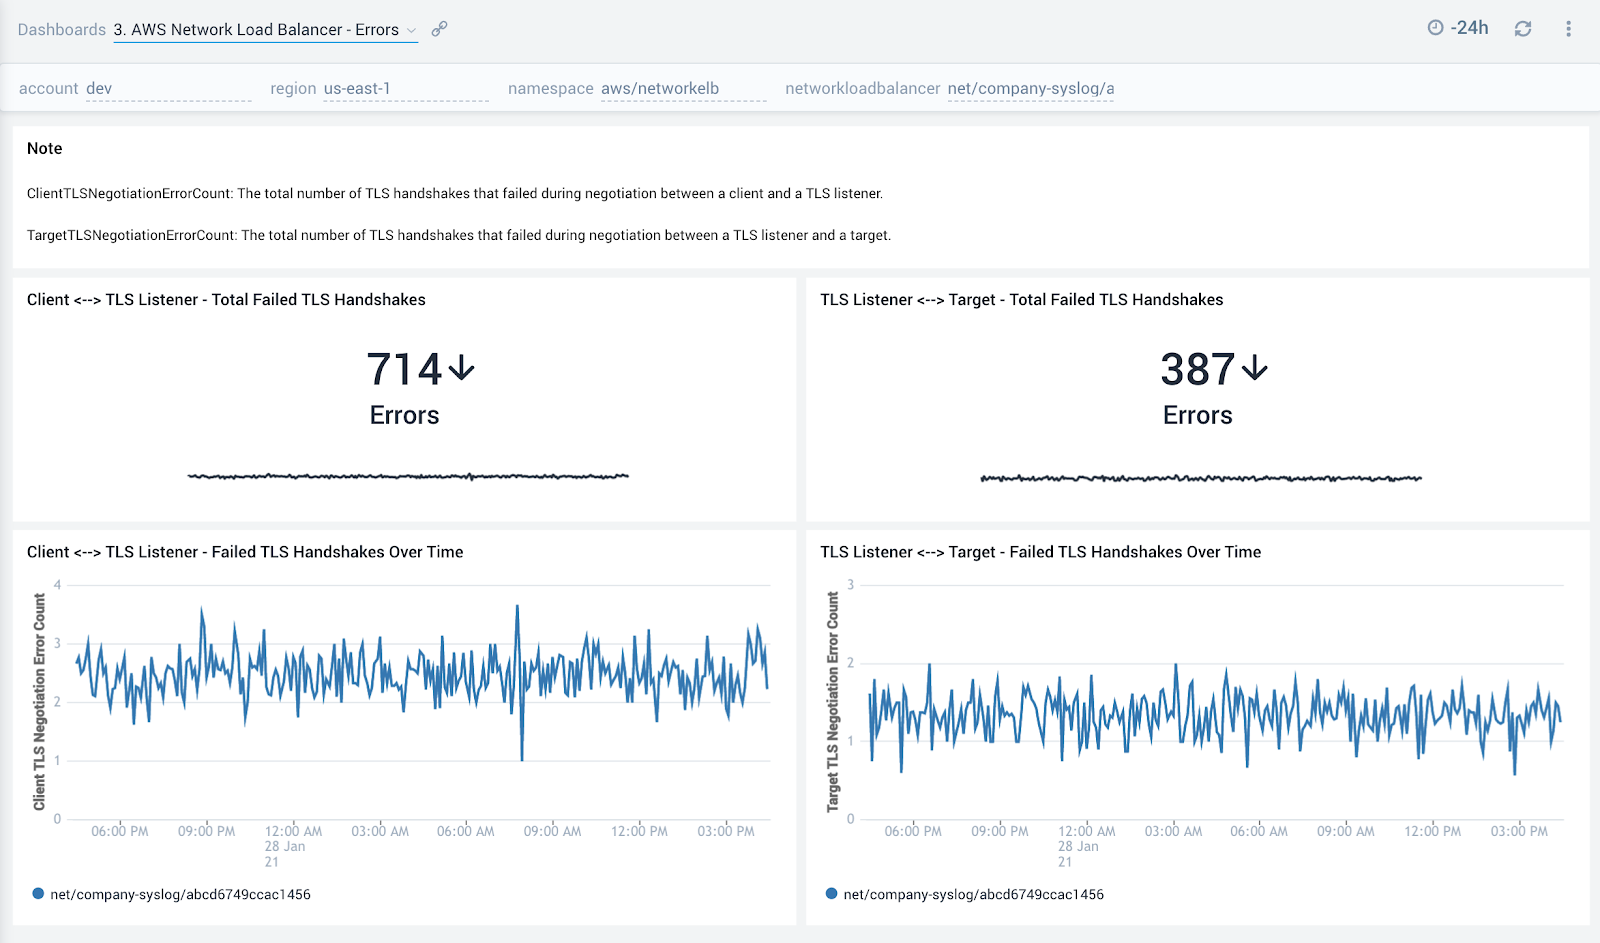 Dashboards 3. AWS Network Load Balancer - Errors
-24h
account dev region us-east-1 namespace aws/networkelb networkloadbalancer net/company-syslog/a
Note
ClientTLSNegotiationErrorCount: The total number of TLS handshakes that failed during negotiation between a client and a TLS listener.
TargetTLSNegotiationErrorCount: The total number of TLS handshakes that failed during negotiation between a TLS listener and a target.
Client <--> TLS Listener - Total Failed TLS Handshakes
714↓
Errors
TLS Listener <--> Target - Total Failed TLS Handshakes
387↓
Errors
Client <--> TLS Listener - Failed TLS Handshakes Over Time
Client TLS Negotiation Error Count
4
3
2
1
0
06:00 PM 09:00 PM 12:00 AM 03:00 AM 06:00 AM 09:00 AM 12:00 PM 03:00 PM
28 Jan
21
net/company-syslog/abcd6749ccac1456
TLS Listener <--> Target - Failed TLS Handshakes Over Time
Target TLS Negotiation Error Count
3
2
1
0
06:00 PM 09:00 PM 12:00 AM 03:00 AM 06:00 AM 09:00 AM 12:00 PM 03:00 PM
28 Jan
21
net/company-syslog/abcd6749ccac1456